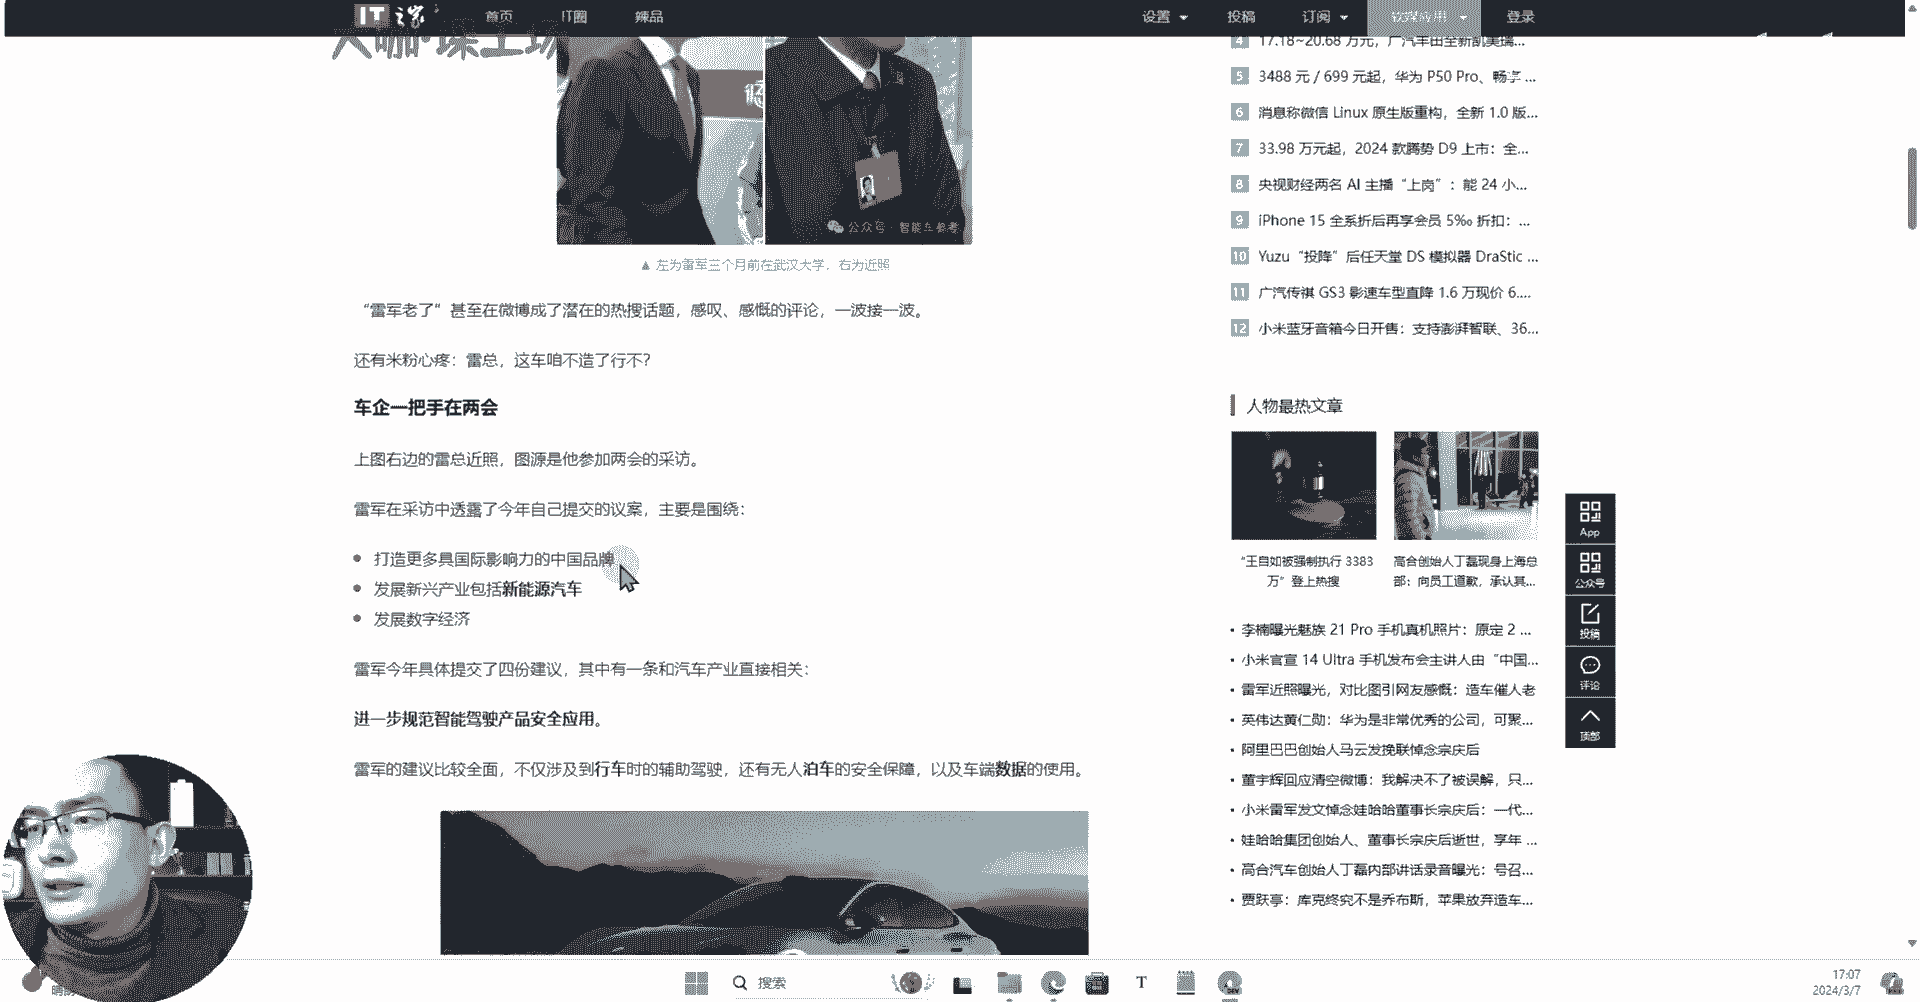 IT之家
首页
IT圈
辣品
设置
投稿
订阅
软媒应用
登录
大咖·课工场
公众号·智能车参考
▲ 左为雷军三个月前在武汉大学，右为近照
“雷军老了”甚至在微博成了潜在的热搜话题，感叹、感慨的评论，一波接一波。
还有米粉心疼：雷总，这车咱不造了行不？
车企一把手在两会
上图右边的雷总近照，图源是他参加两会的采访。
雷军在采访中透露了今年自己提交的议案，主要是围绕：
打造更多具国际影响力的中国品牌
发展新兴产业包括新能源汽车
发展数字经济
雷军今年具体提交了四份建议，其中有一条和汽车产业直接相关：
进一步规范智能驾驶产品安全应用。
雷军的建议比较全面，不仅涉及到行车时的辅助驾驶，还有无人泊车的安全保障，以及车端数据的使用。
4 17.18~20.68 万元，广汽丰田全新凯美瑞...
5 3488 元 / 699 元起，华为 P50 Pro、畅享 ...
6 消息称微信 Linux 原生版重构，全新 1.0 版...
7 33.98 万元起，2024 款腾势 D9 上市：全...
8 央视财经两名 AI 主播“上岗”：能 24 小...
9 iPhone 15 全系折后再享会员 5‰ 折扣：...
10 Yuzu“投降”后任天堂 DS 模拟器 DraStic ...
11 广汽传祺 GS3 影速车型直降 1.6 万现价 6....
12 小米蓝牙音箱今日开售：支持澎湃智联、36...
人物最热文章
“王自如被强制执行 3383
万”登上热搜
高合创始人丁磊现身上海总
部：向员工道歉，承认其...
李楠曝光魅族 21 Pro 手机真机照片：原定 2 ...
小米官宣 14 Ultra 手机发布会主讲人由“中国...
雷军近照曝光，对比图引网友感慨：造车催人老
英伟达黄仁勋：华为是非常优秀的公司，可聚...
阿里巴巴创始人马云发挽联悼念宗庆后
董宇辉回应清空微博：我解决不了被误解，只...
小米雷军发文悼念娃哈哈董事长宗庆后：一代...
娃哈哈集团创始人、董事长宗庆后逝世，享年 ...
高合汽车创始人丁磊内部讲话录音曝光：号召...
贾跃亭：库克终究不是乔布斯，苹果放弃造车...
App
公众号
投稿
评论
顶部
搜索
17:07
2024/3/7